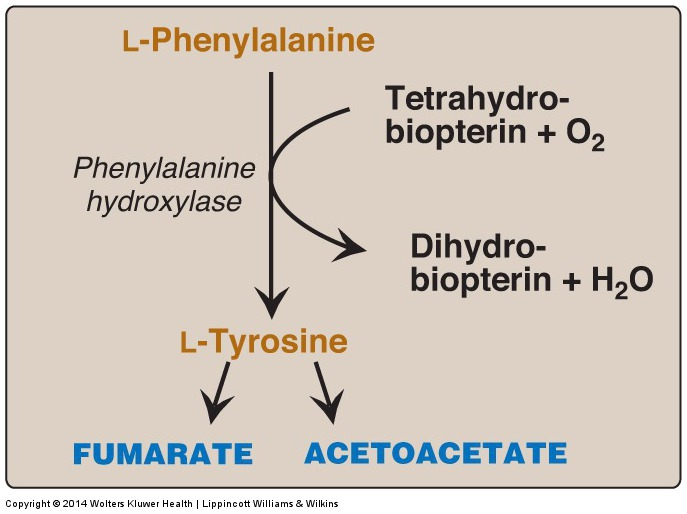 L-Phenylalanine
Tetrahydro-
biopterin + O₂
Phenylalanine
hydroxylase
Dihydro-
biopterin + H₂O
L-Tyrosine
FUMARATE
ACETOACETATE
Copyright © 2014 Wolters Kluwer Health | Lippincott Williams & Wilkins